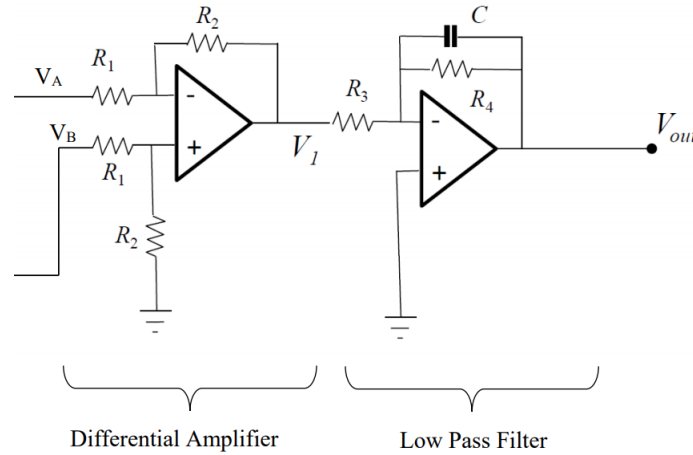 R2
C
VA
R1
-
R3
-
R4
VB
+
V1
Vout
R1
+
R2
Differential Amplifier
Low Pass Filter